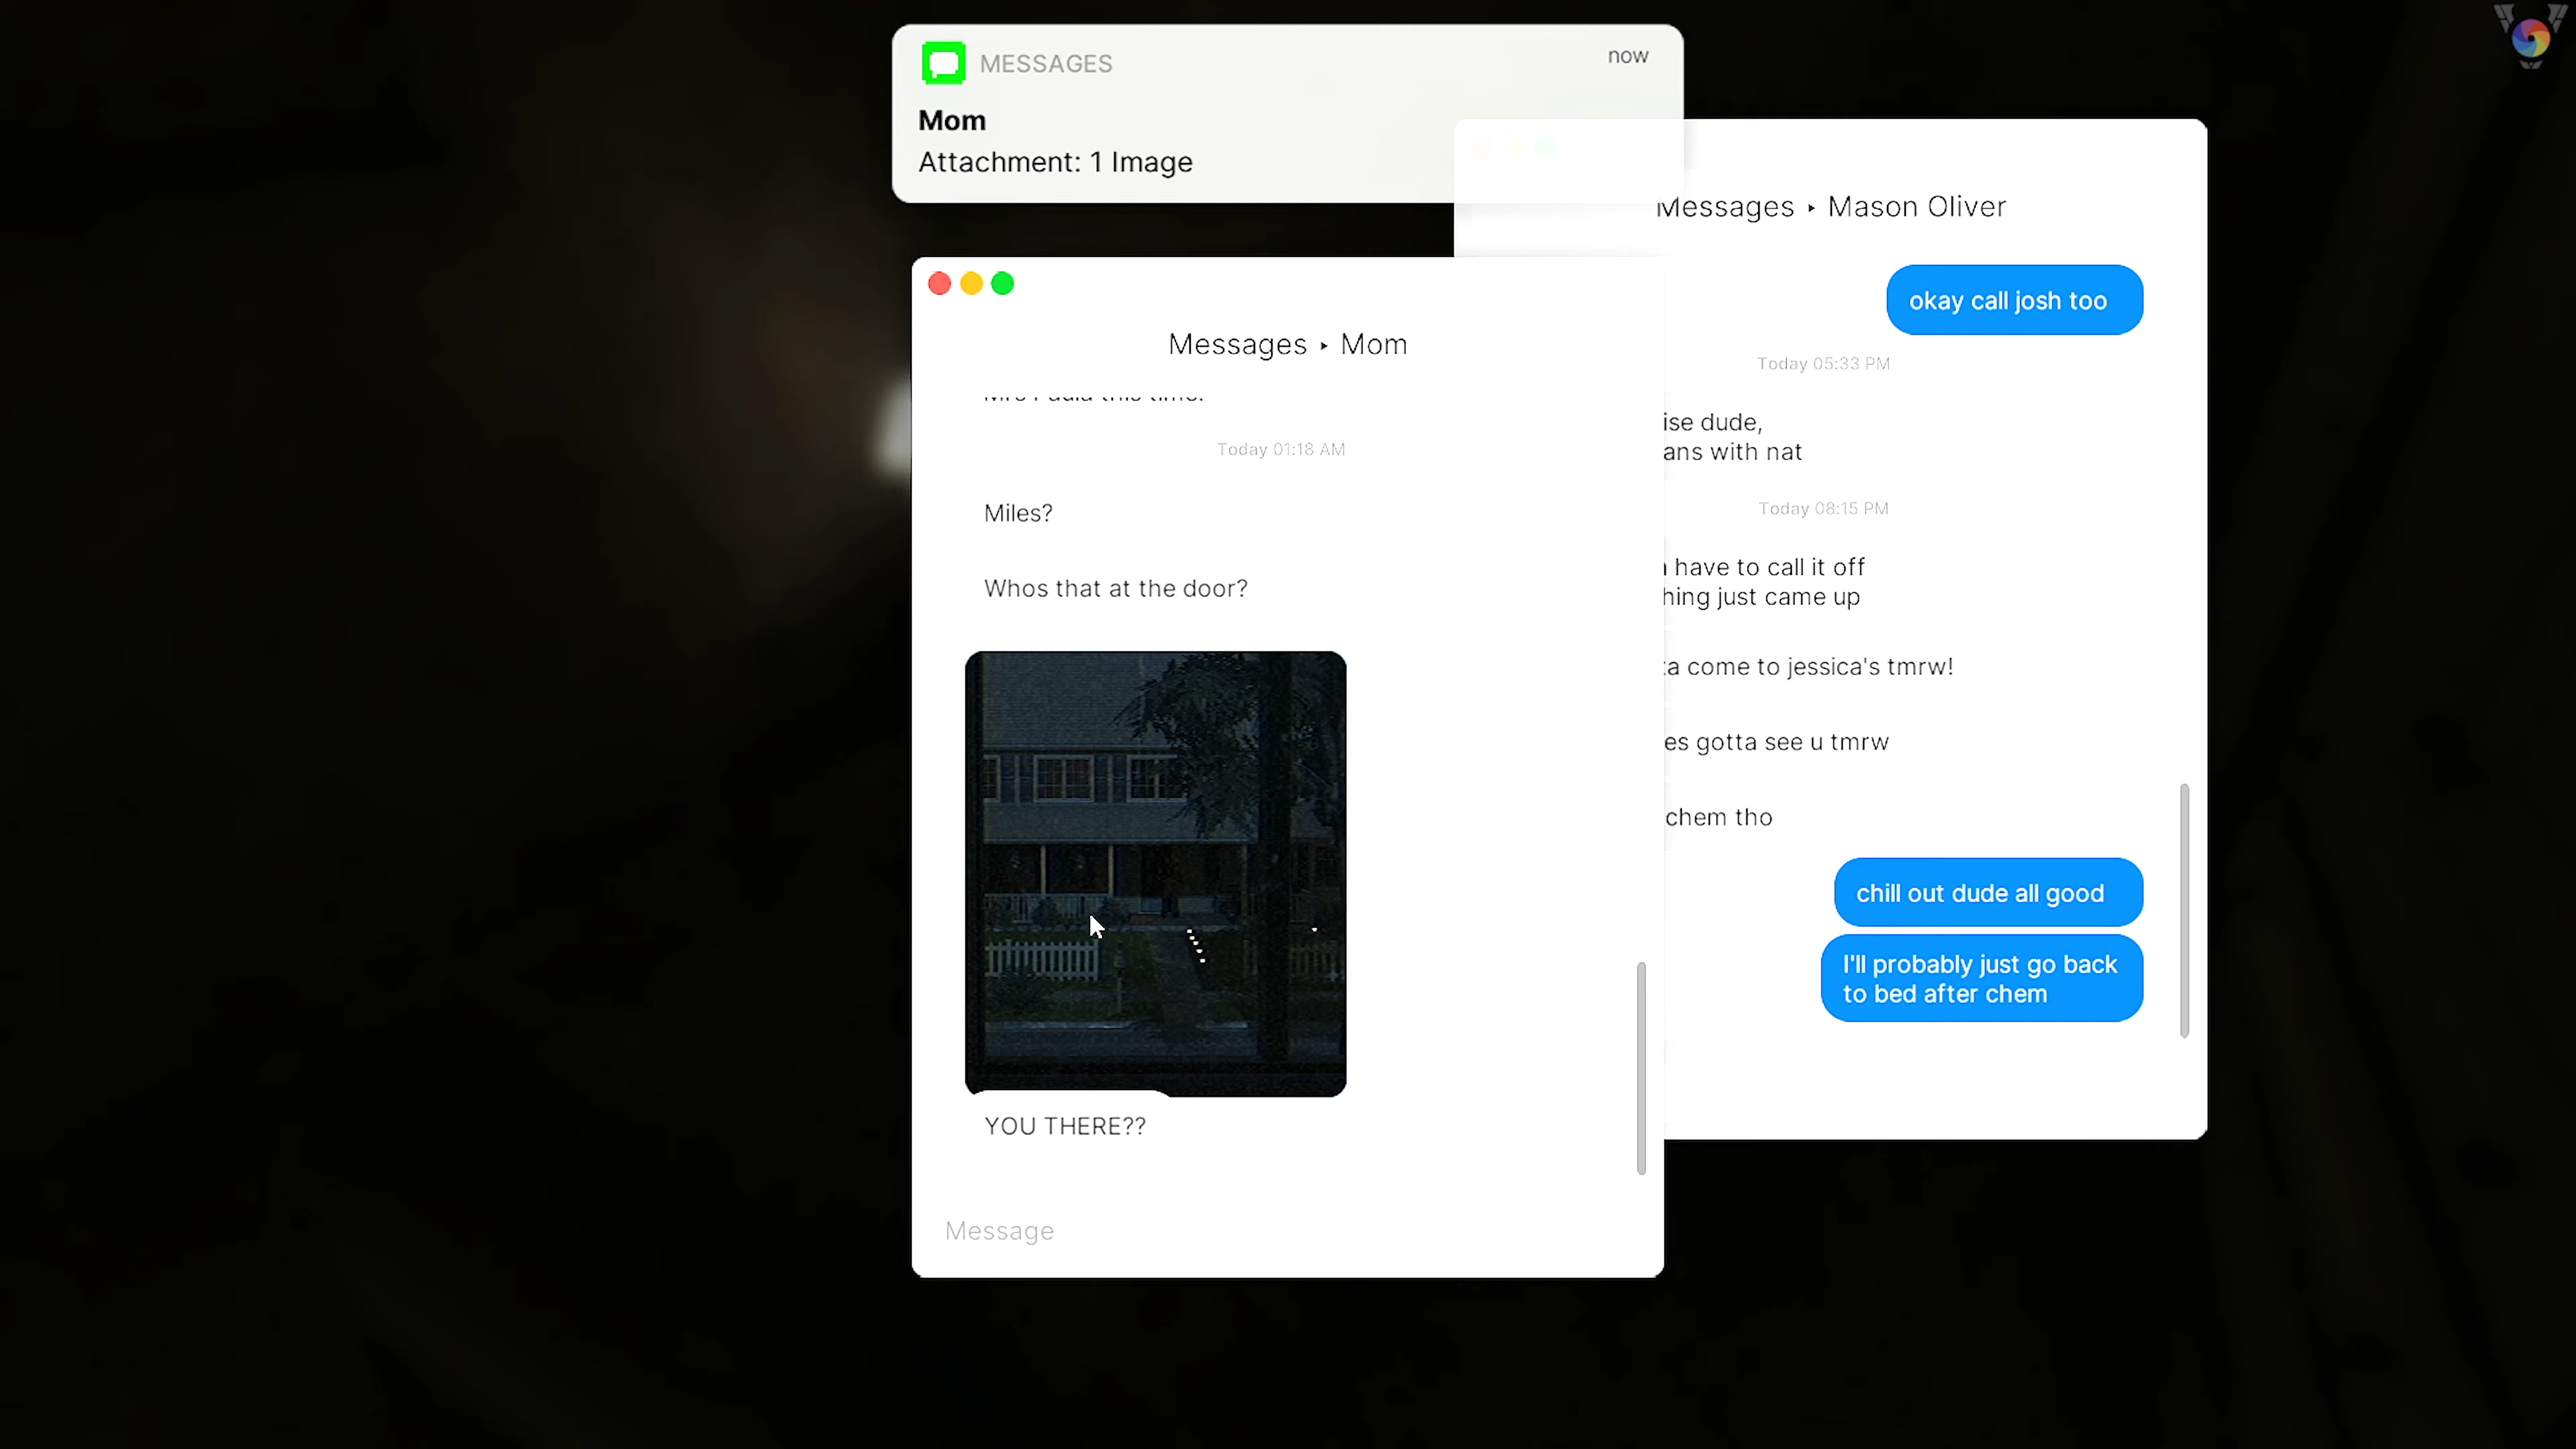 MESSAGES
now
Mom
Attachment: 1 Image
Messages ‣ Mom
this time.
Today 01:18 AM
Miles?
Whos that at the door?
YOU THERE??
Message
Messages ‣ Mason Oliver
okay call josh too
Today 05:33 PM
ise dude,
ans with nat
Today 08:15 PM
have to call it off
hing just came up
come to jessica's tmrw!
es gotta see u tmrw
chem tho
chill out dude all good
I'll probably just go back
to bed after chem